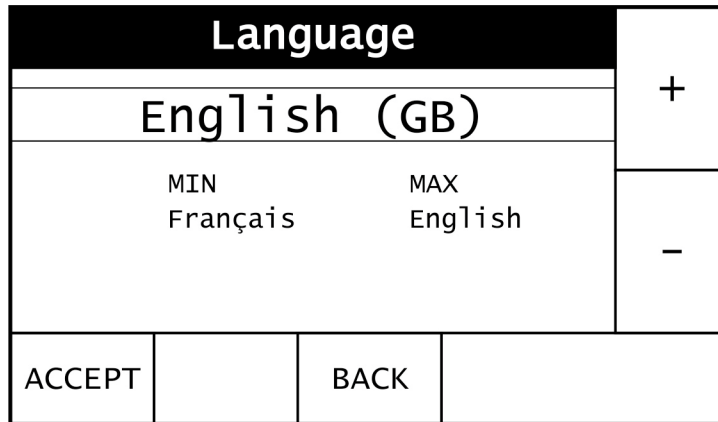 Language
+
English (GB)
MIN MAX
Français English
-
ACCEPT BACK